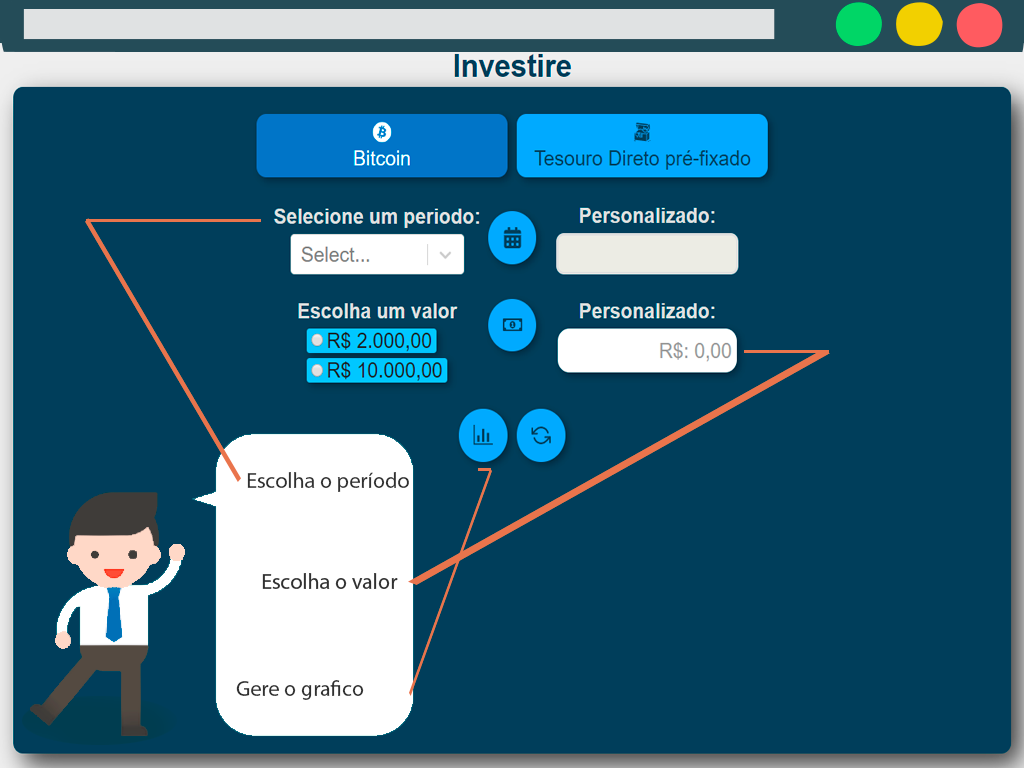 Investire
Bitcoin
Tesouro Direto pré-fixado
Selecione um periodo:
Personalizado:
Select...
Escolha um valor
Personalizado:
R$ 2.000,00
R$: 0,00
R$ 10.000,00
Escolha o período
Escolha o valor
Gere o grafico